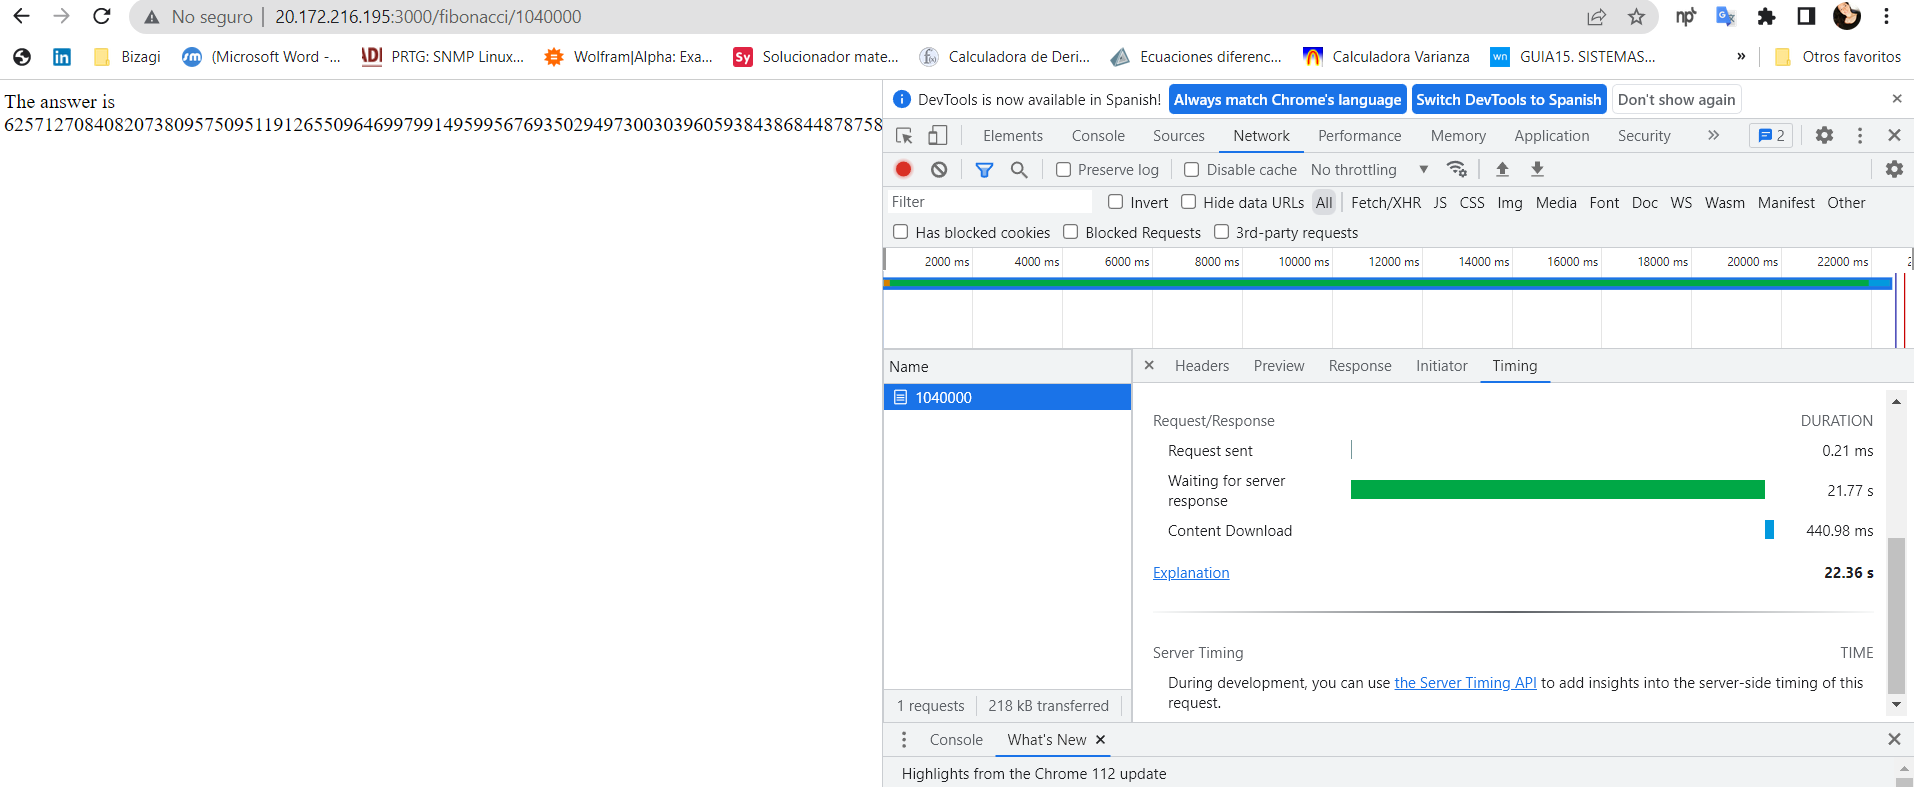 No seguro | 20.172.216.195:3000/fibonacci/1040000
Bizagi (Microsoft Word -... PRTG: SNMP Linux... Wolfram|Alpha: Exa... Solucionador mate... Calculadora de Deri... Ecuaciones diferenc... Calculadora Varianza GUIA15. SISTEMAS... » Otros favoritos
The answer is
DevTools is now available in Spanish! Always match Chrome's language Switch DevTools to Spanish Don't show again
Elements Console Sources Network Performance Memory Application Security » 2
Preserve log Disable cache No throttling
Filter Invert Hide data URLs All Fetch/XHR JS CSS Img Media Font Doc WS Wasm Manifest Other
Has blocked cookies Blocked Requests 3rd-party requests
2000 ms 4000 ms 6000 ms 8000 ms 10000 ms 12000 ms 14000 ms 16000 ms 18000 ms 20000 ms 22000 ms
Name
1040000
1 requests 218 kB transferred
Headers Preview Response Initiator Timing
Request/Response DURATION
Request sent 0.21 ms
Waiting for server
response 21.77 s
Content Download 440.98 ms
Explanation 22.36 s
Server Timing TIME
During development, you can use the Server Timing API to add insights into the server-side timing of this
request.
Console What's New
Highlights from the Chrome 112 update